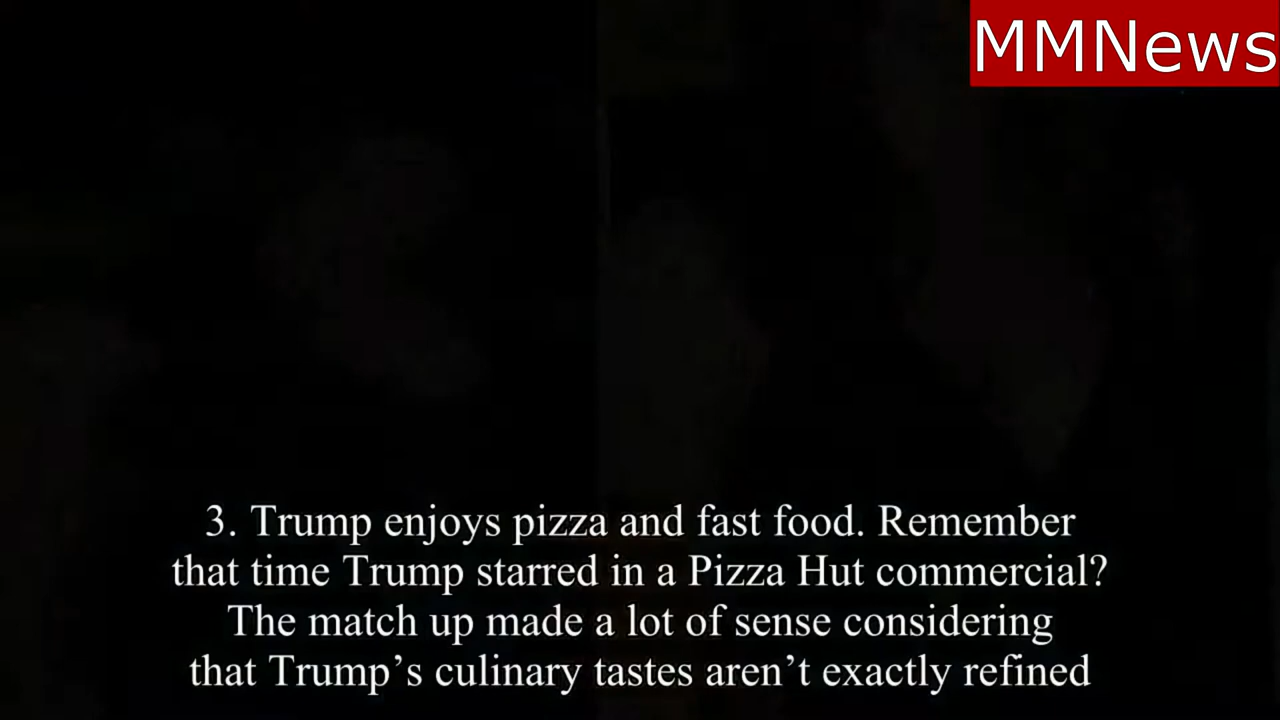 MMNews
3. Trump enjoys pizza and fast food. Remember
that time Trump starred in a Pizza Hut commercial?
The match up made a lot of sense considering
that Trump’s culinary tastes aren’t exactly refined